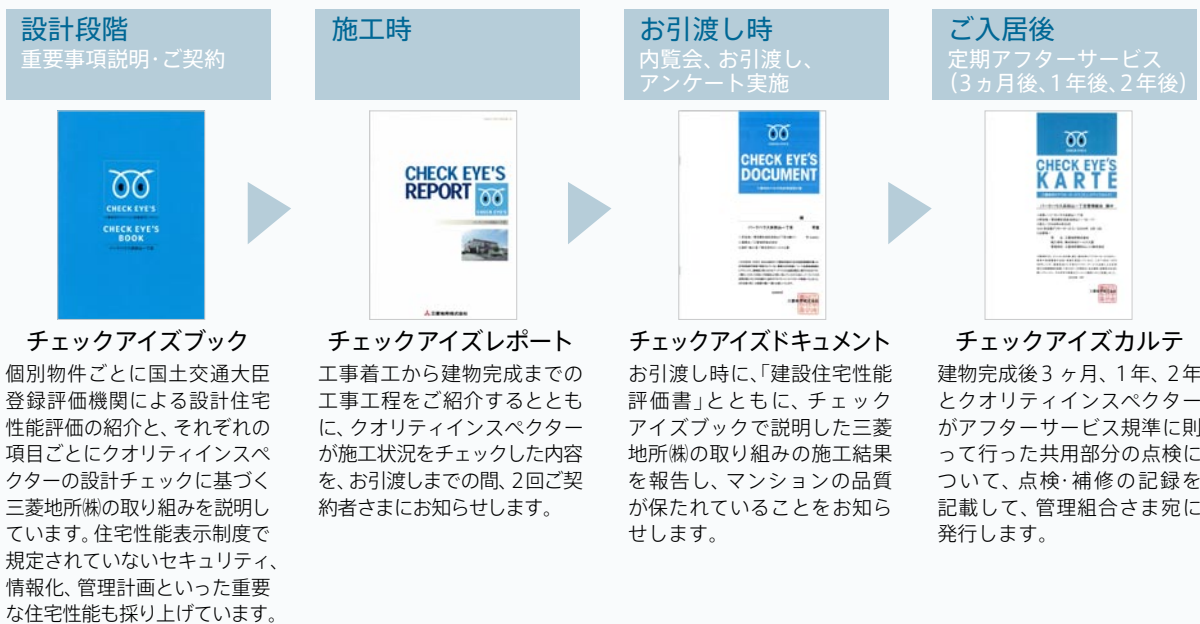 設計段階
重要事項説明・ご契約
施工時
お引渡し時
内覧会、お引渡し、
アンケート実施
ご入居後
定期アフターサービス
(3ヵ月後、1年後、2年後)
CHECK EYE'S
CHECK EYE'S
BOOK
チェックアイズブック
個別物件ごとに国土交通大臣
登録評価機関による設計住宅
性能評価の紹介と、それぞれの
項目ごとにクオリティインスペ
クターの設計チェックに基づく
三菱地所㈱の取り組みを説明し
ています。住宅性能表示制度で
規定されていないセキュリティ、
情報化、管理計画といった重要
な住宅性能も採り上げています。
CHECK EYE'S
REPORT
三菱地所株式会社
チェックアイズレポート
工事着工から建物完成までの
工事工程をご紹介するととも
に、クオリティインスペクター
が施工状況をチェックした内容
を、お引渡しまでの間、2回ご契
約者さまにお知らせします。
CHECK EYE'S
DOCUMENT
チェックアイズドキュメント
お引渡し時に、「建設住宅性能
評価書」とともに、チェック
アイズブックで説明した三菱
地所㈱の取り組みの施工結果
を報告し、マンションの品質
が保たれていることをお知ら
せします。
CHECK EYE'S
KARTE
チェックアイズカルテ
建物完成後3ヶ月、1年、2年
とクオリティインスペクター
がアフターサービス規準に則
って行った共用部分の点検に
ついて、点検・補修の記録を
記載して、管理組合さま宛に
発行します。